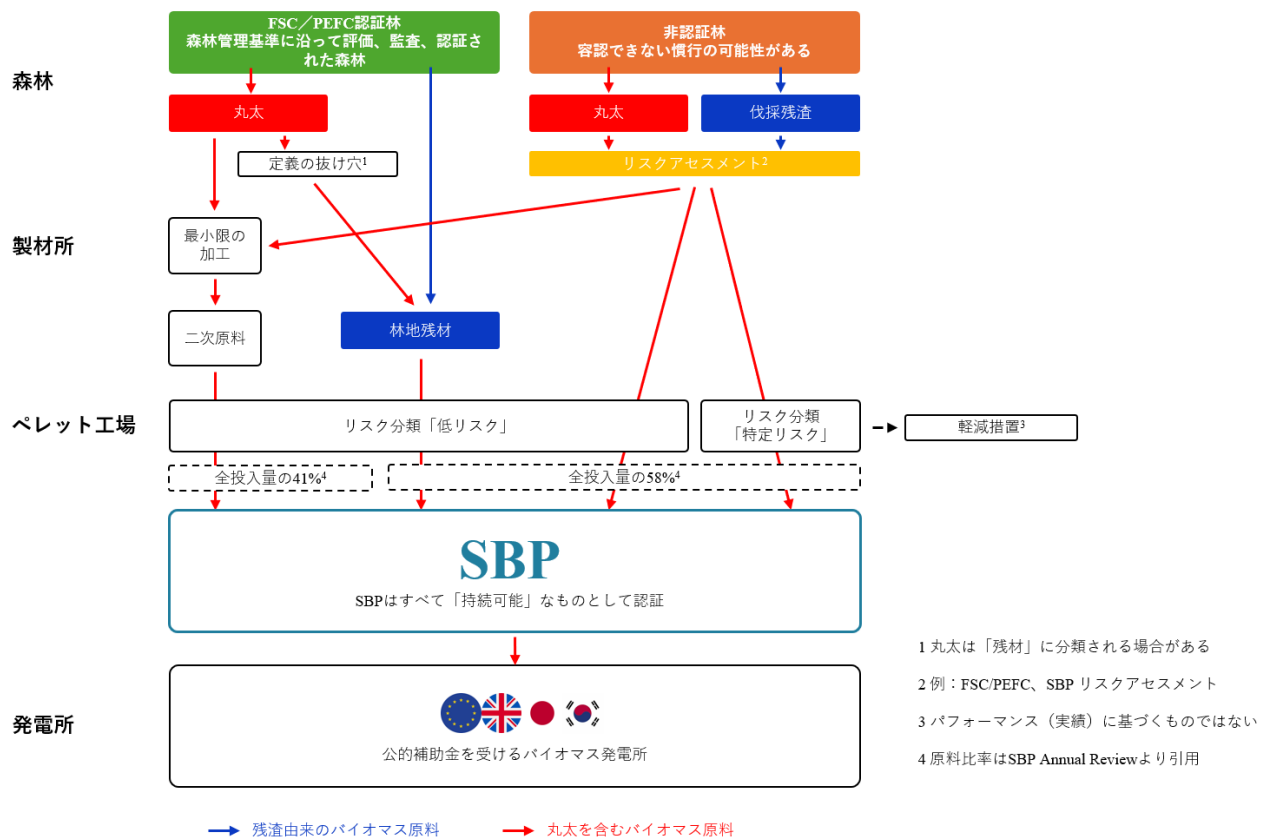 FSC／PEFC認証林
森林管理基準に沿って評価、監査、認証さ
れた森林
非認証林
容認できない慣行の可能性がある
森林
丸太
丸太
伐採残渣
定義の抜け穴1
リスクアセスメント2
製材所
最小限の
加工
二次原料
林地残材
ペレット工場
リスク分類「低リスク」
リスク分類
「特定リスク」
軽減措置3
全投入量の41%4
全投入量の58%4
SBP
SBPはすべて「持続可能」なものとして認証
発電所
公的補助金を受けるバイオマス発電所
1 丸太は「残材」に分類される場合がある
2 例：FSC/PEFC、SBP リスクアセスメント
3 パフォーマンス（実績）に基づくものではない
4 原料比率はSBP Annual Reviewより引用
残渣由来のバイオマス原料
丸太を含むバイオマス原料